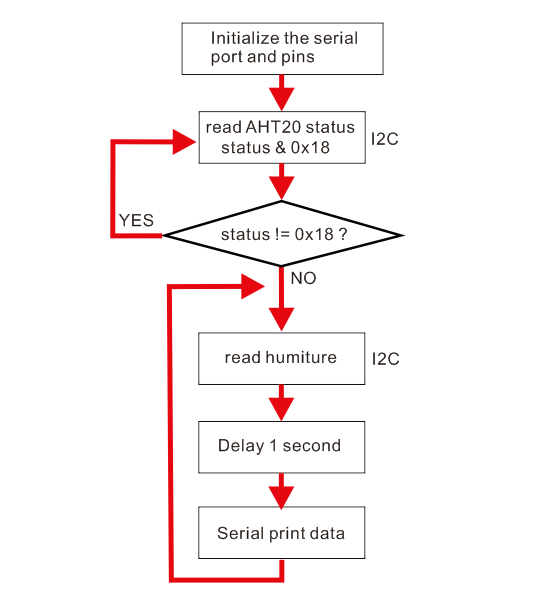 Initialize the serial
port and pins
read AHT20 status
status & 0x18
I2C
YES
status != 0x18 ?
NO
read humiture
I2C
Delay 1 second
Serial print data